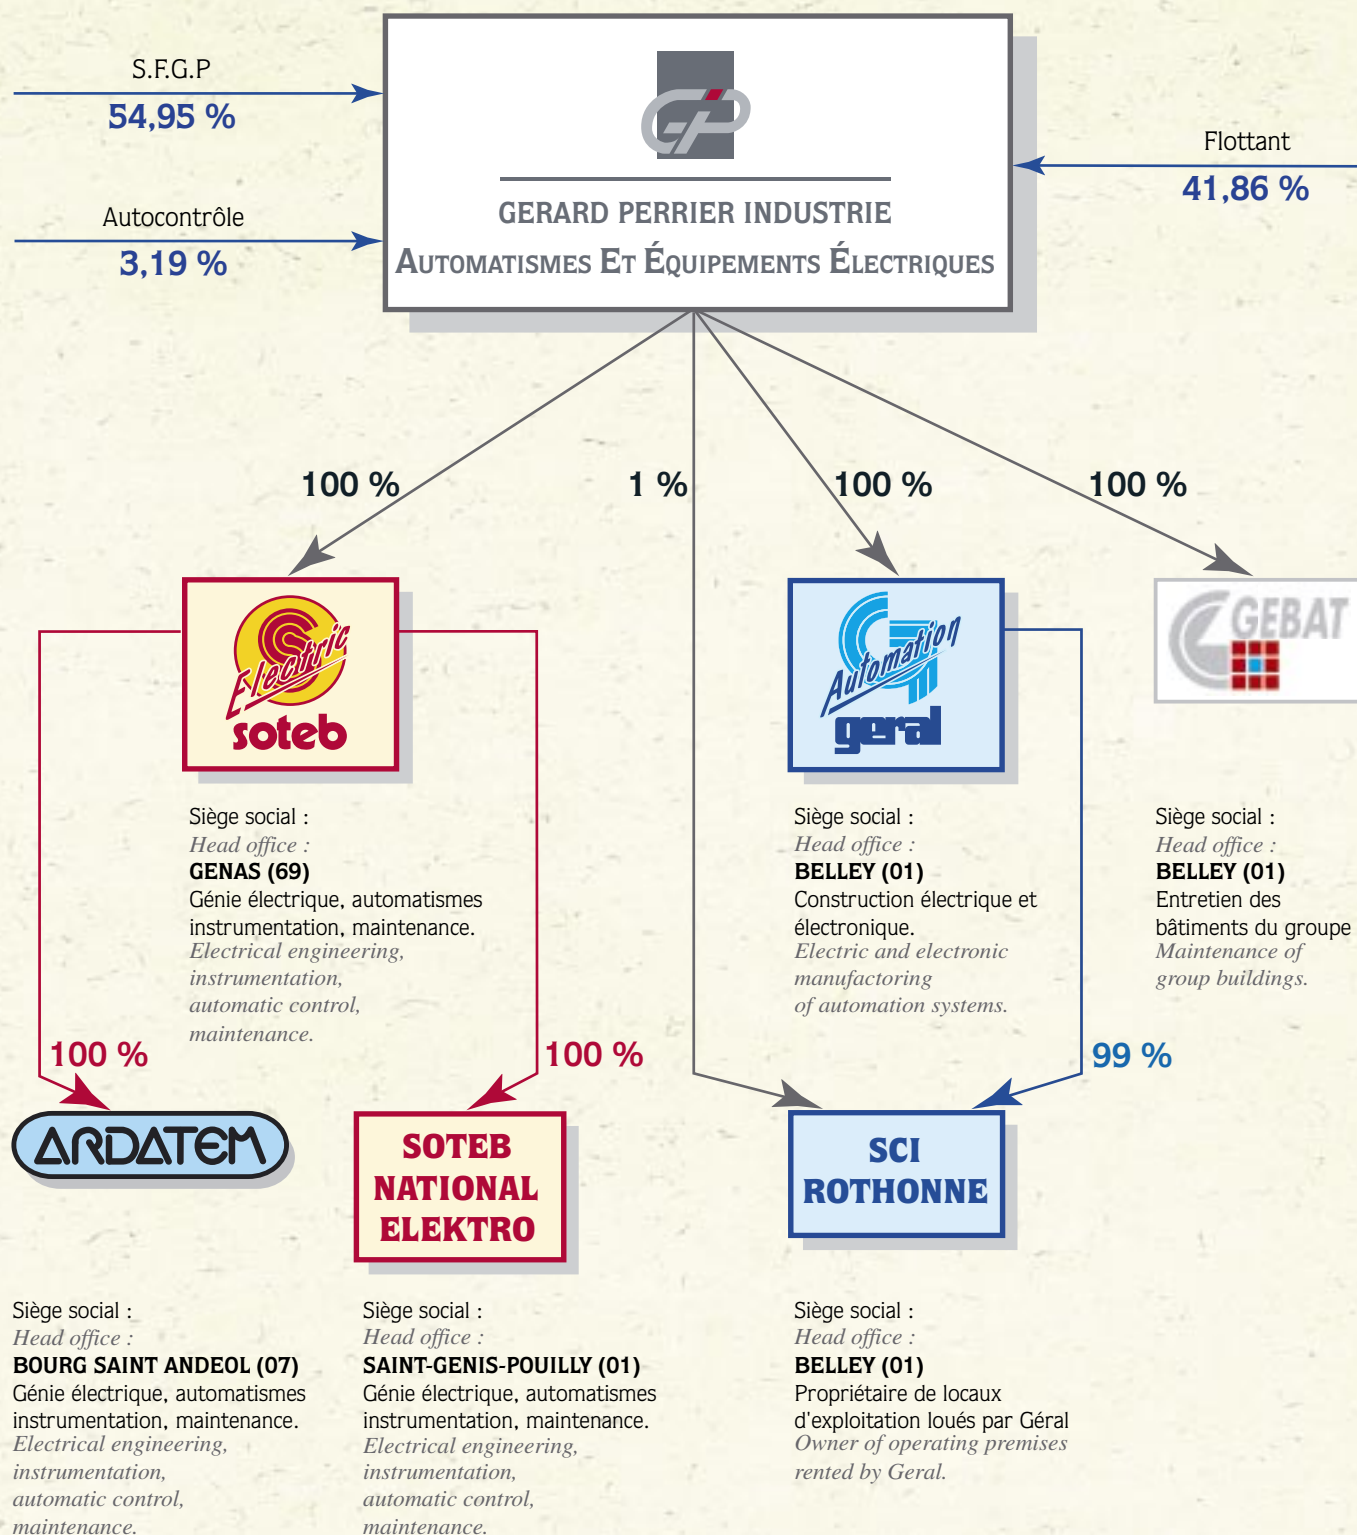 S.F.G.P
54,95 %
Autocontrôle
3,19 %
GERARD PERRIER INDUSTRIE
AUTOMATISMES ET ÉQUIPEMENTS ÉLECTRIQUES
Flottant
41,86 %
100 %
1 %
100 %
100 %
Electric
soteb
Automation
geral
GEBAT
Siège social :
Head office :
GENAS (69)
Génie électrique, automatismes
instrumentation, maintenance.
Electrical engineering,
instrumentation,
automatic control,
maintenance.
Siège social :
Head office :
BELLEY (01)
Construction électrique et
électronique.
Electric and electronic
manufactoring
of automation systems.
Siège social :
Head office :
BELLEY (01)
Entretien des
bâtiments du groupe
Maintenance of
group buildings.
100 %
100 %
99 %
ARDATEM
SOTEB
NATIONAL
ELEKTRO
SCI
ROTHONNE
Siège social :
Head office :
BOURG SAINT ANDEOL (07)
Génie électrique, automatismes
instrumentation, maintenance.
Electrical engineering,
instrumentation,
automatic control,
maintenance.
Siège social :
Head office :
SAINT-GENIS-POUILLY (01)
Génie électrique, automatismes
instrumentation, maintenance.
Electrical engineering,
instrumentation,
automatic control,
maintenance.
Siège social :
Head office :
BELLEY (01)
Propriétaire de locaux
d'exploitation loués par Géral
Owner of operating premises
rented by Geral.